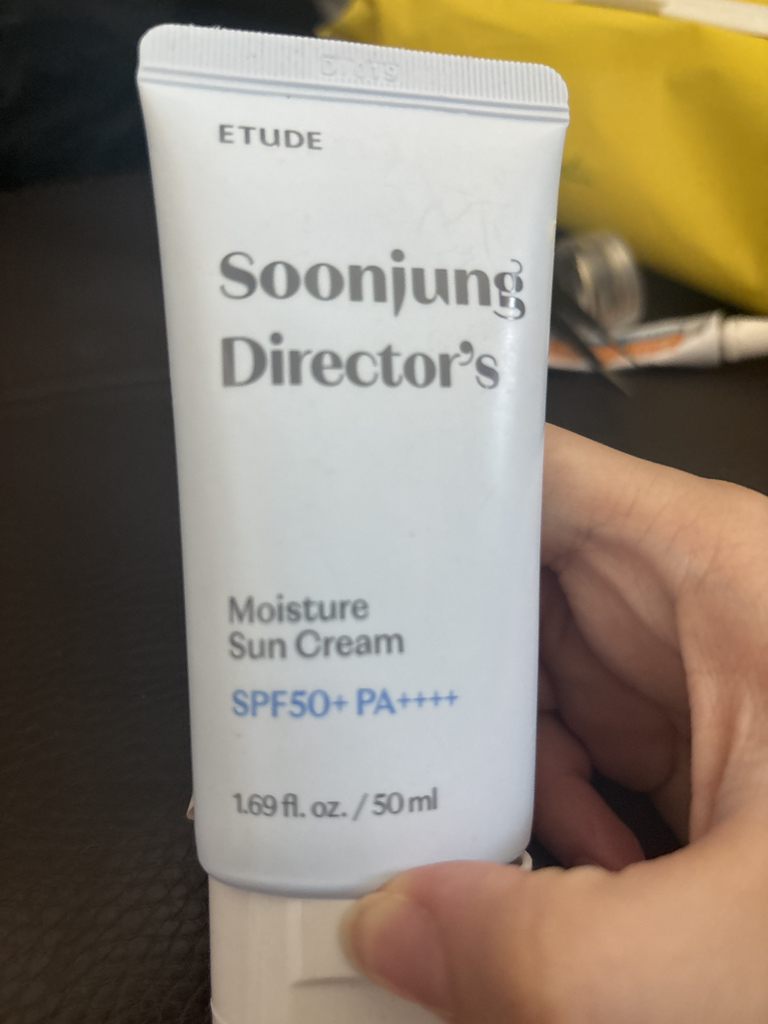 ETUDE
Soonjung
Director's
Moisture
Sun Cream
SPF50+ PA++++
1.69 fl. oz. / 50 ml